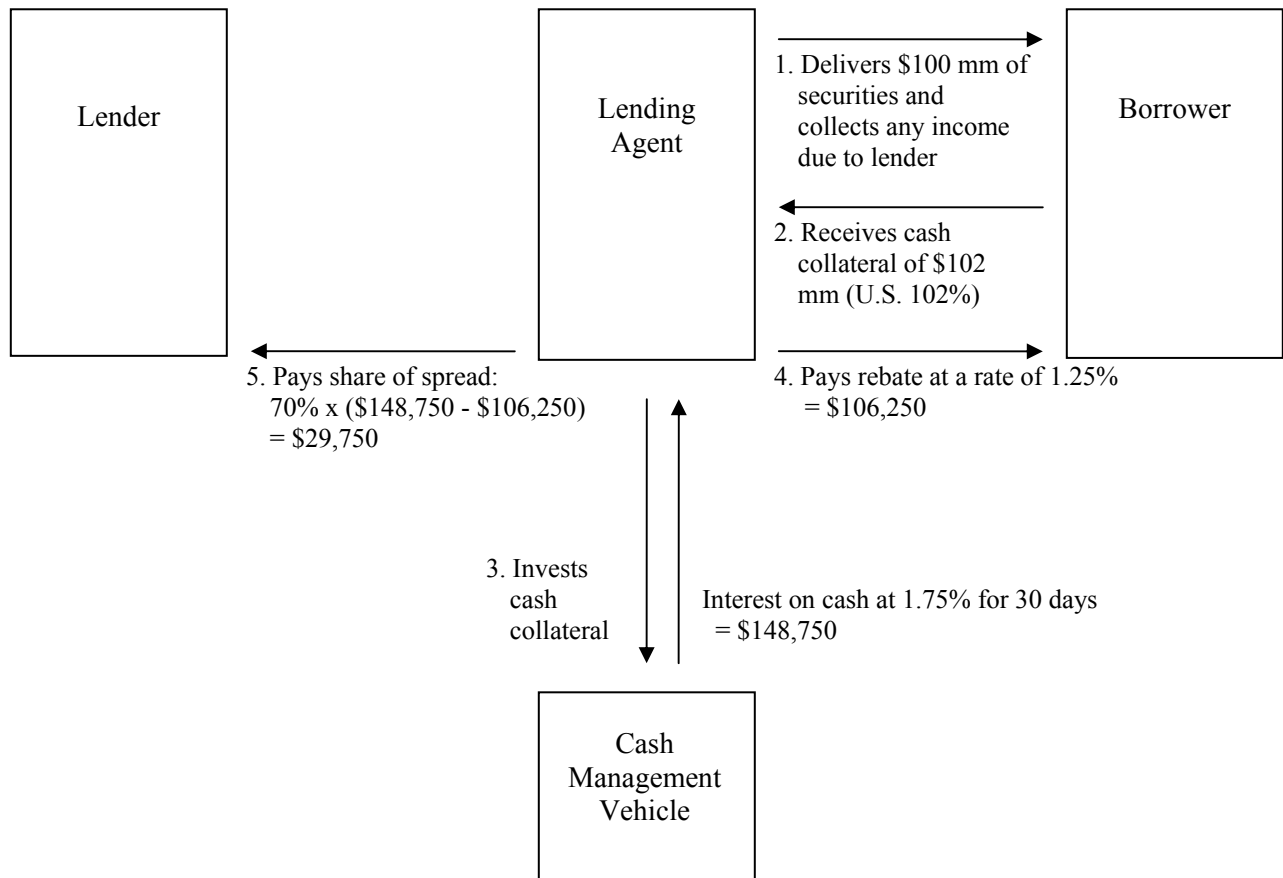 Lender
Lending
Agent
1. Delivers $100 mm of
securities and
collects any income
due to lender
Borrower
2. Receives cash
collateral of $102
mm (U.S. 102%)
5. Pays share of spread:
70% x ($148,750 - $106,250)
= $29,750
4. Pays rebate at a rate of 1.25%
= $106,250
3. Invests
cash
collateral
Interest on cash at 1.75% for 30 days
= $148,750
Cash
Management
Vehicle